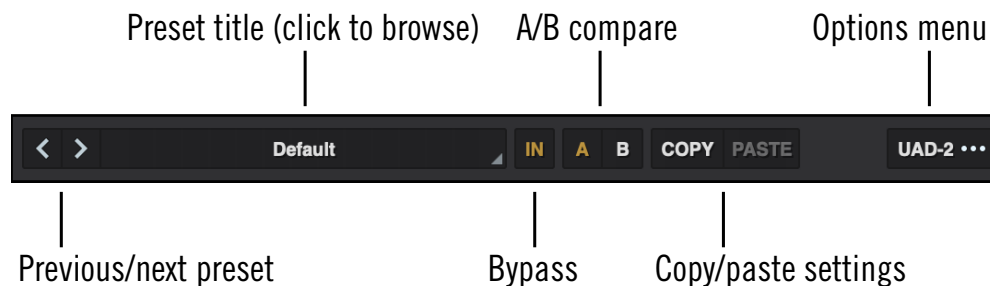 Preset title (click to browse) A/B compare Options menu
< > Default IN A B COPY PASTE UAD-2 •••
Previous/next preset Bypass Copy/paste settings